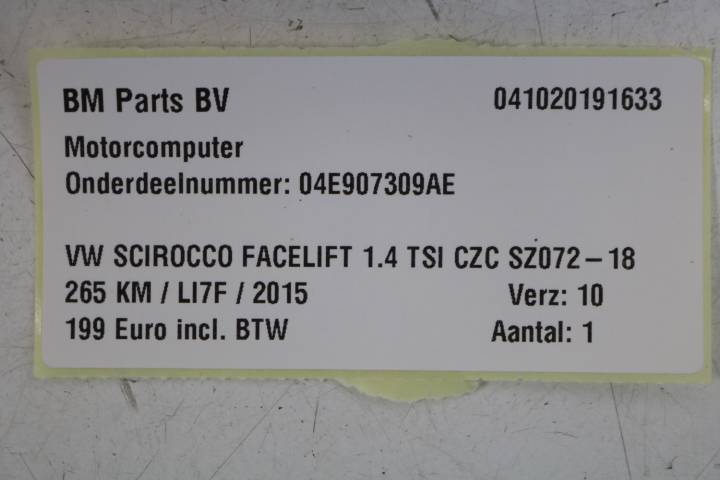 BM Parts BV 041020191633
Motorcomputer
Onderdeelnummer: 04E907309AE
VW SCIROCCO FACELIFT 1.4 TSI CZC SZ072-18
265 KM / LI7F / 2015 Verz: 10
199 Euro incl. BTW Aantal: 1